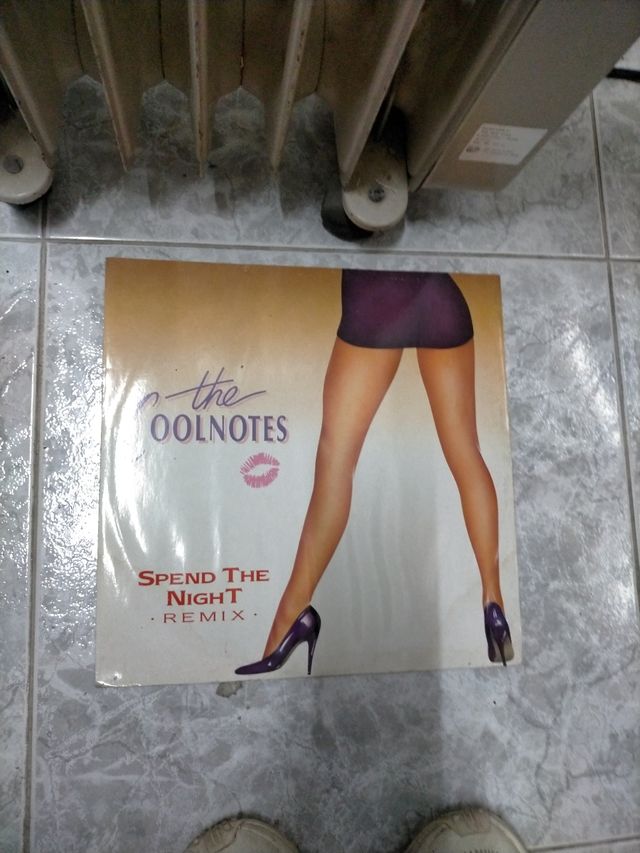 the
OOLNOTES
SPEND THE
NIGHT
· REMIX ·